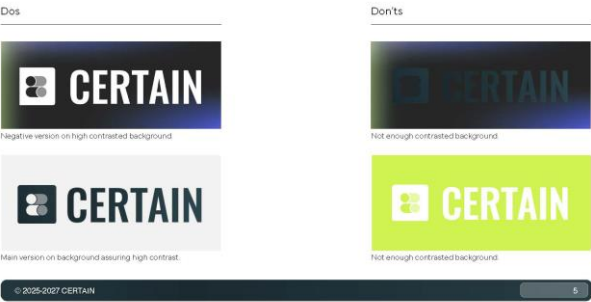 Dos
Don'ts
CERTAIN
CERTAIN
Negative version on high contrasted background.
Not enough contrasted background.
CERTAIN
CERTAIN
Main version on background assuring high contrast.
Not enough contrasted background.
© 2025-2027 CERTAIN
5